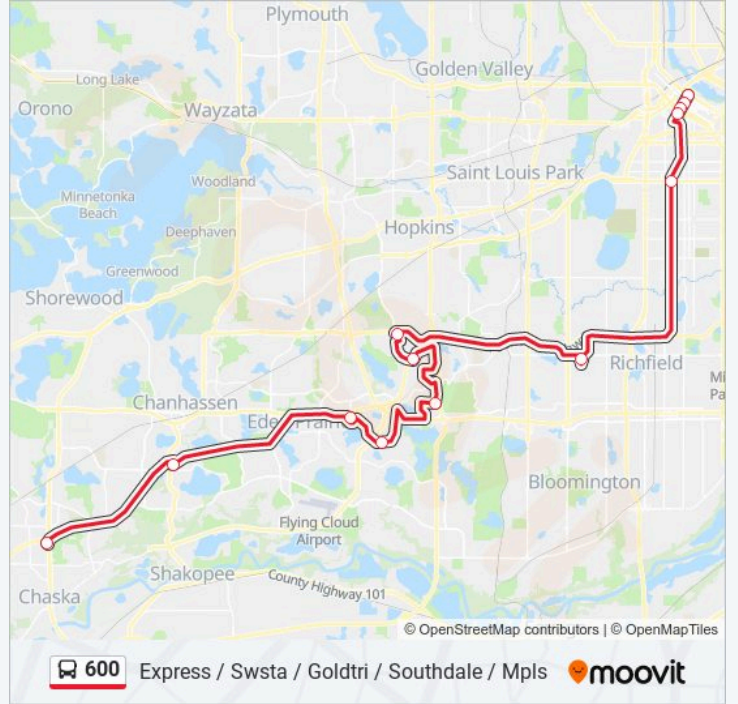 Plymouth
Golden Valley
Long Lake
Orono
Wayzata
Saint Louis Park
Woodland
Minnetonka
Beach
Deephaven
Hopkins
Greenwood
Shorewood
Richfield
Mi
Pa
Chanhassen
Eden Prairie
Bloomington
Flying Cloud
Airport
Shakopee
County Highway 101
Chaska
© OpenStreetMap contributors | © OpenMapTiles
600 Express / Swsta / Goldtri / Southdale / Mpls moovit